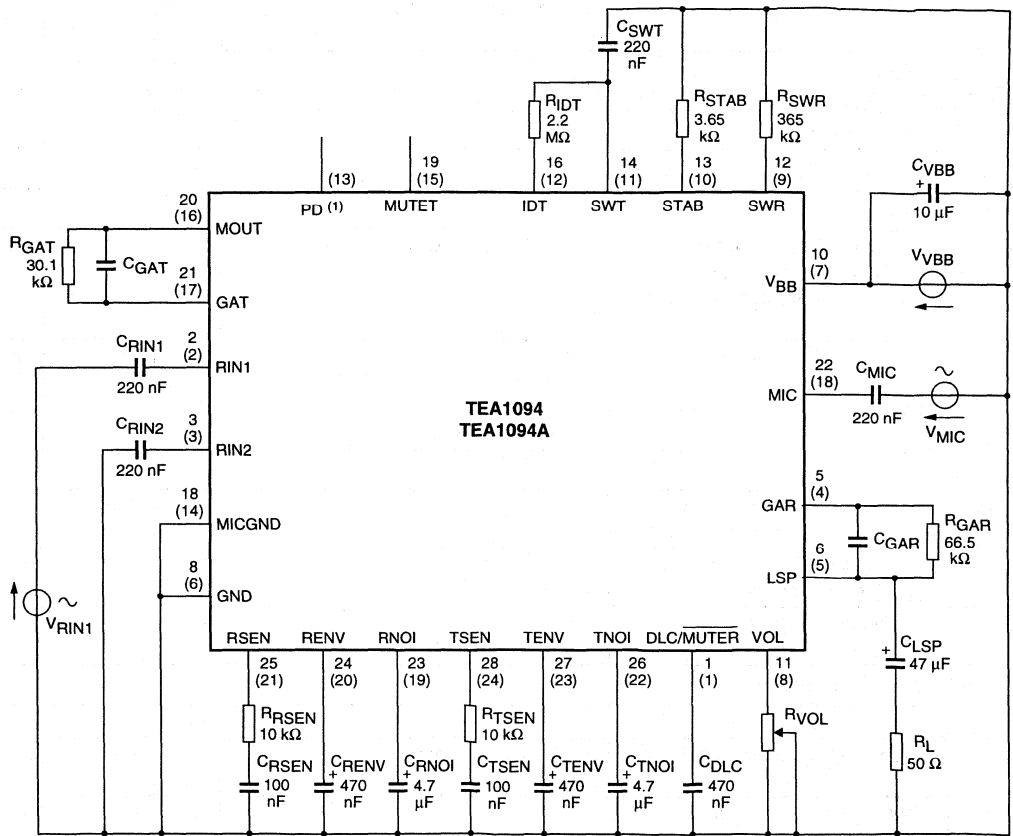 CSWT
220
nF
RIDT
2.2
MΩ
RSTAB
3.65
kΩ
RSWR
365
kΩ
19
16
14
13
12
(13)
(15)
(12)
(11)
(10)
(9)
PD (1)
MUTET
IDT
SWT
STAB
SWR
CVBB
+
10 μF
20
(16)
MOUT
RGAT
30.1
kΩ
CGAT
21
(17)
GAT
10
(7)
VBB
VVBB
CRIN1
220 nF
2
(2)
RIN1
22
(18)
MIC
CMIC
220 nF
~
VMIC
TEA1094
TEA1094A
CRIN2
220 nF
3
(3)
RIN2
5
(4)
GAR
CGAR
RGAR
66.5
kΩ
18
(14)
MICGND
6
(5)
LSP
8
(6)
GND
~
VRIN1
RSEN
RENV
RNOI
TSEN
TENV
TNOI
DLC/MUTER
VOL
25
24
23
28
27
26
1
11
(21)
(20)
(19)
(24)
(23)
(22)
(1)
(8)
+
CLSP
47 μF
RRSEN
10 kΩ
RTSEN
10 kΩ
RVOL
RL
50 Ω
CRSEN
100
nF
CRENV
+ 470
nF
CRNOI
+ 4.7
μF
CTSEN
100
nF
CTENV
+ 470
nF
CTNOI
+ 4.7
μF
CDLC
470
nF